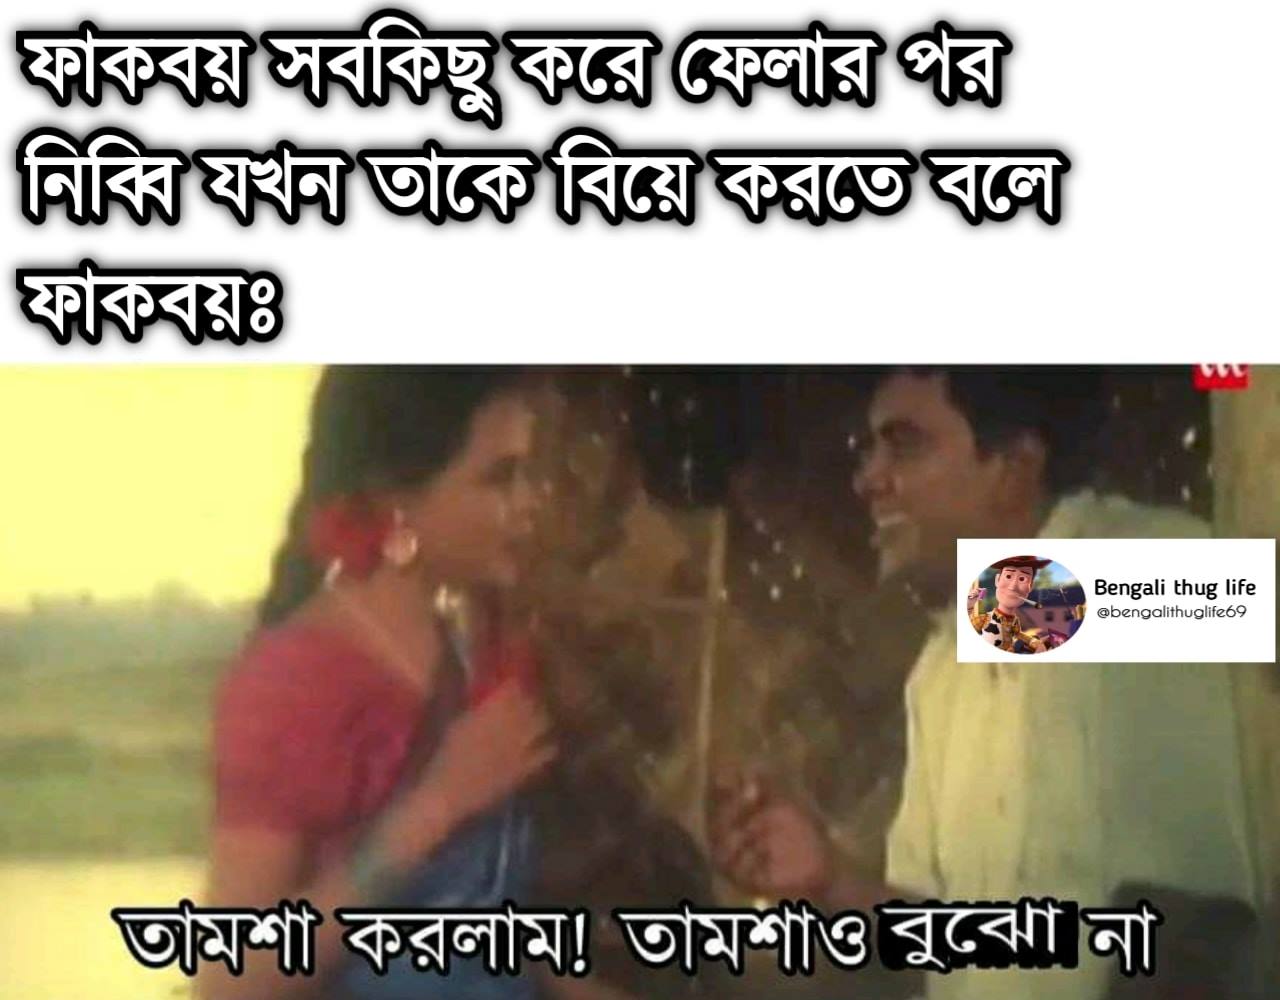 ফাকবয় সবকিছু করে ফেলার পর
নিব্বি যখন তাকে বিয়ে করতে বলে
ফাকবয়ঃ
Bengali thug life
@bengalithuglife69
তামশা করলাম! তামশাও বুঝো না